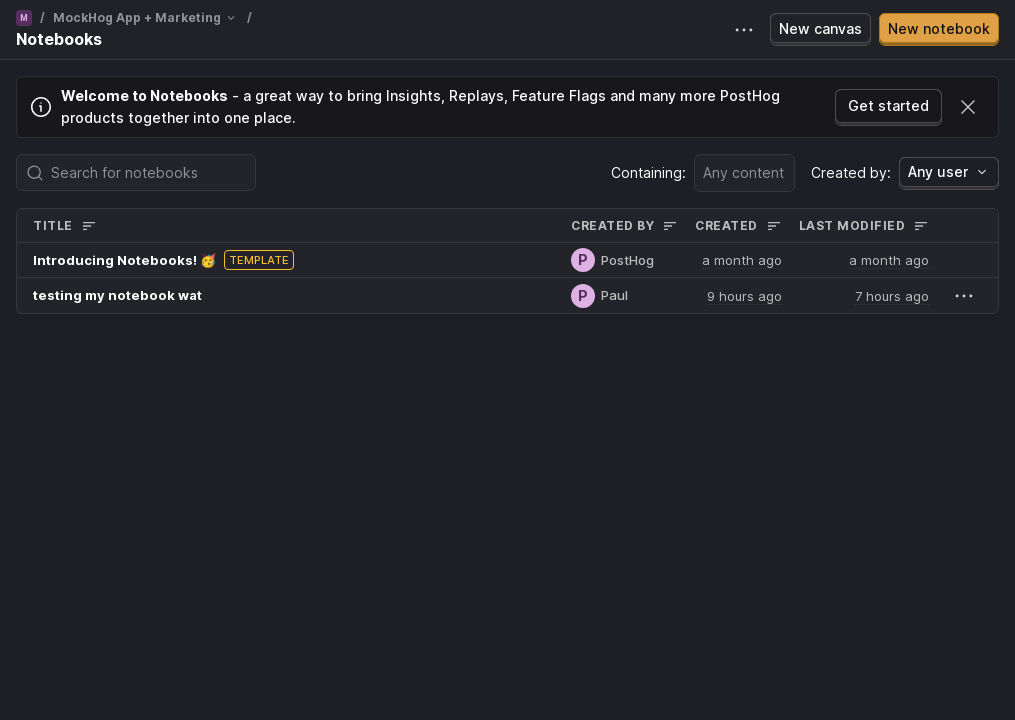 M / MockHog App + Marketing /
Notebooks
New canvas
New notebook
Welcome to Notebooks - a great way to bring Insights, Replays, Feature Flags and many more PostHog
products together into one place.
Get started
Search for notebooks
Containing: Any content
Created by: Any user
TITLE CREATED BY CREATED LAST MODIFIED
Introducing Notebooks! 🥳 TEMPLATE P PostHog a month ago a month ago
testing my notebook wat P Paul 9 hours ago 7 hours ago